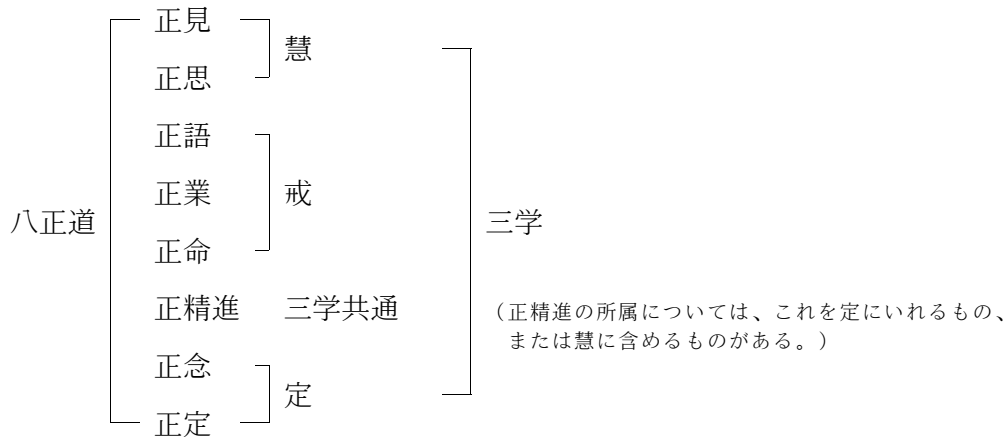 正見
慧
正思
正語
正業
戒
八正道
三学
正命
正精進 三学共通
（正精進の所属については、これを定にいれるもの、
または慧に含めるものがある。）
正念
定
正定